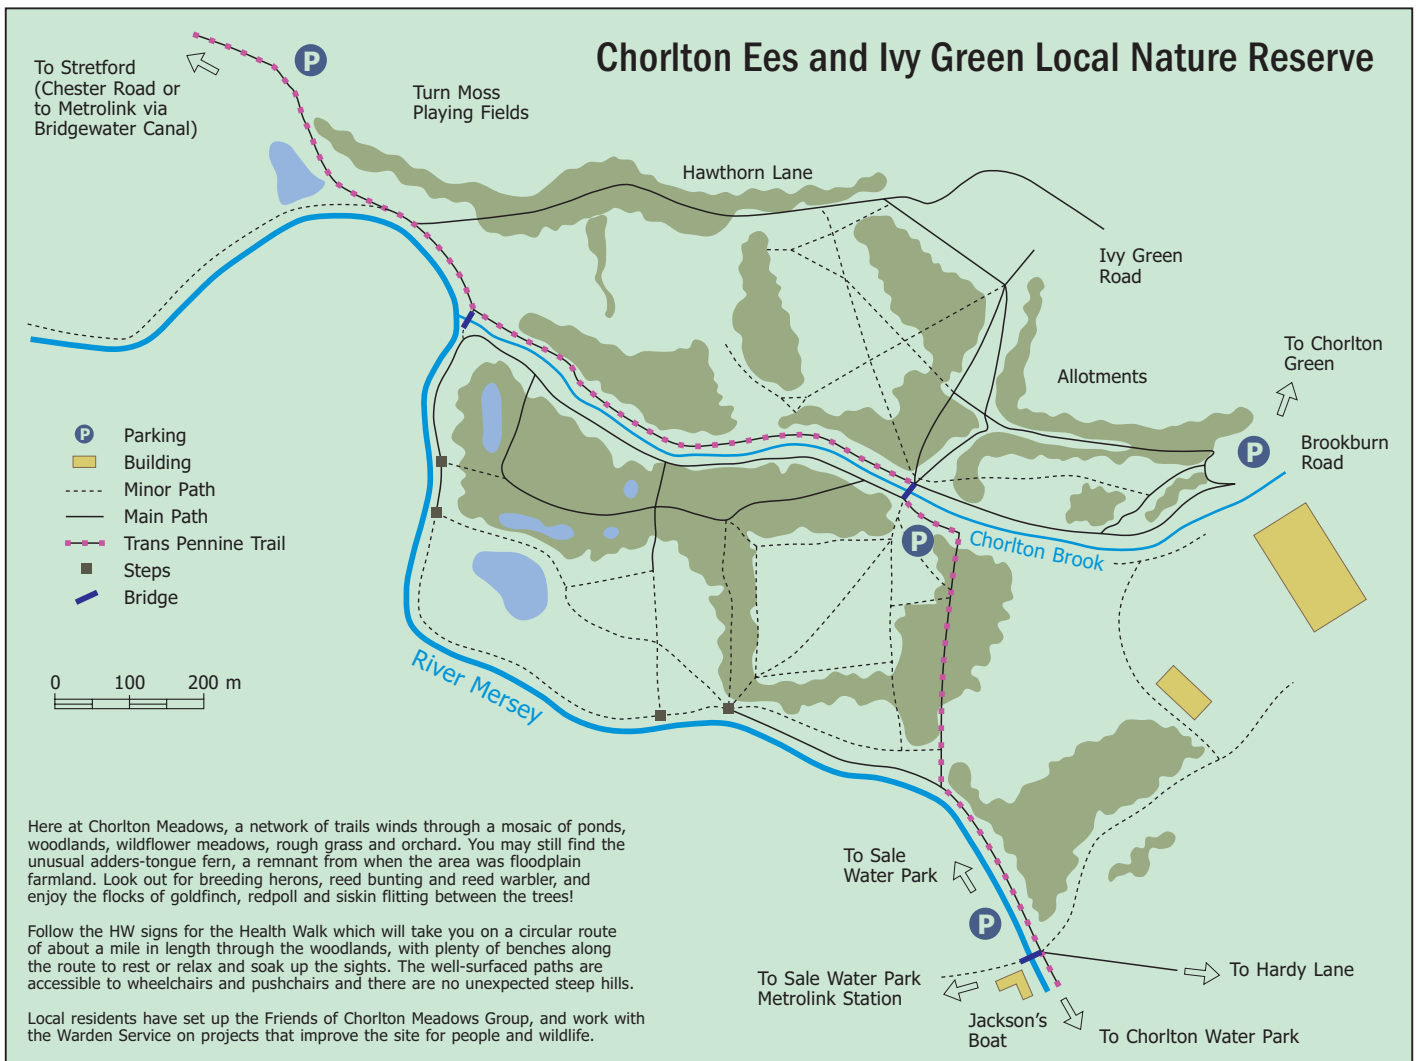 Chorlton Ees and Ivy Green Local Nature Reserve
To Stretford
(Chester Road or
to Metrolink via
Bridgewater Canal)
P
Turn Moss
Playing Fields
Hawthorn Lane
Ivy Green
Road
To Chorlton
Green
Allotments
P
Brookburn
Road
P
Chorlton Brook
River Mersey
P Parking
Building
Minor Path
Main Path
Trans Pennine Trail
Steps
Bridge
0 100 200 m
Here at Chorlton Meadows, a network of trails winds through a mosaic of ponds,
woodlands, wildflower meadows, rough grass and orchard. You may still find the
unusual adders-tongue fern, a remnant from when the area was floodplain
farmland. Look out for breeding herons, reed bunting and reed warbler, and
enjoy the flocks of goldfinch, redpoll and siskin flitting between the trees!
Follow the HW signs for the Health Walk which will take you on a circular route
of about a mile in length through the woodlands, with plenty of benches along
the route to rest or relax and soak up the sights. The well-surfaced paths are
accessible to wheelchairs and pushchairs and there are no unexpected steep hills.
Local residents have set up the Friends of Chorlton Meadows Group, and work with
the Warden Service on projects that improve the site for people and wildlife.
To Sale
Water Park
P
To Sale Water Park
Metrolink Station
Jackson's
Boat
To Hardy Lane
To Chorlton Water Park